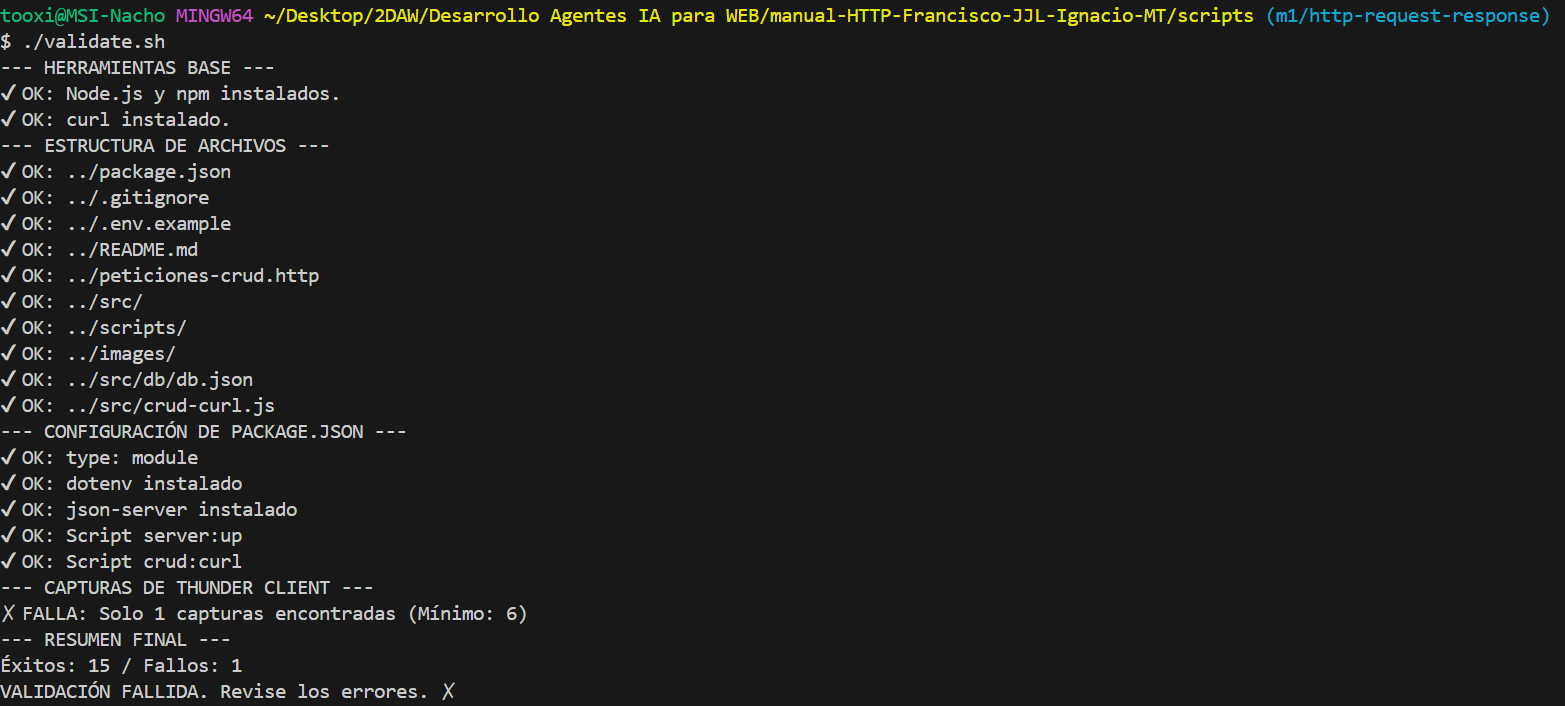 tooxi@MSI-Nacho MINGW64 ~/Desktop/2DAW/Desarrollo Agentes IA para WEB/manual-HTTP-Francisco-JJL-Ignacio-MT/scripts (m1/http-request-response)
$ ./validate.sh
--- HERRAMIENTAS BASE ---
✓ OK: Node.js y npm instalados.
✓ OK: curl instalado.
--- ESTRUCTURA DE ARCHIVOS ---
✓ OK: ../package.json
✓ OK: ../.gitignore
✓ OK: ../.env.example
✓ OK: ../README.md
✓ OK: ../peticiones-crud.http
✓ OK: ../src/
✓ OK: ../scripts/
✓ OK: ../images/
✓ OK: ../src/db/db.json
✓ OK: ../src/crud-curl.js
--- CONFIGURACIÓN DE PACKAGE.JSON ---
✓ OK: type: module
✓ OK: dotenv instalado
✓ OK: json-server instalado
✓ OK: Script server:up
✓ OK: Script crud:curl
--- CAPTURAS DE THUNDER CLIENT ---
✗ FALLA: Solo 1 capturas encontradas (Mínimo: 6)
--- RESUMEN FINAL ---
Éxitos: 15 / Fallos: 1
VALIDACIÓN FALLIDA. Revise los errores. ✗